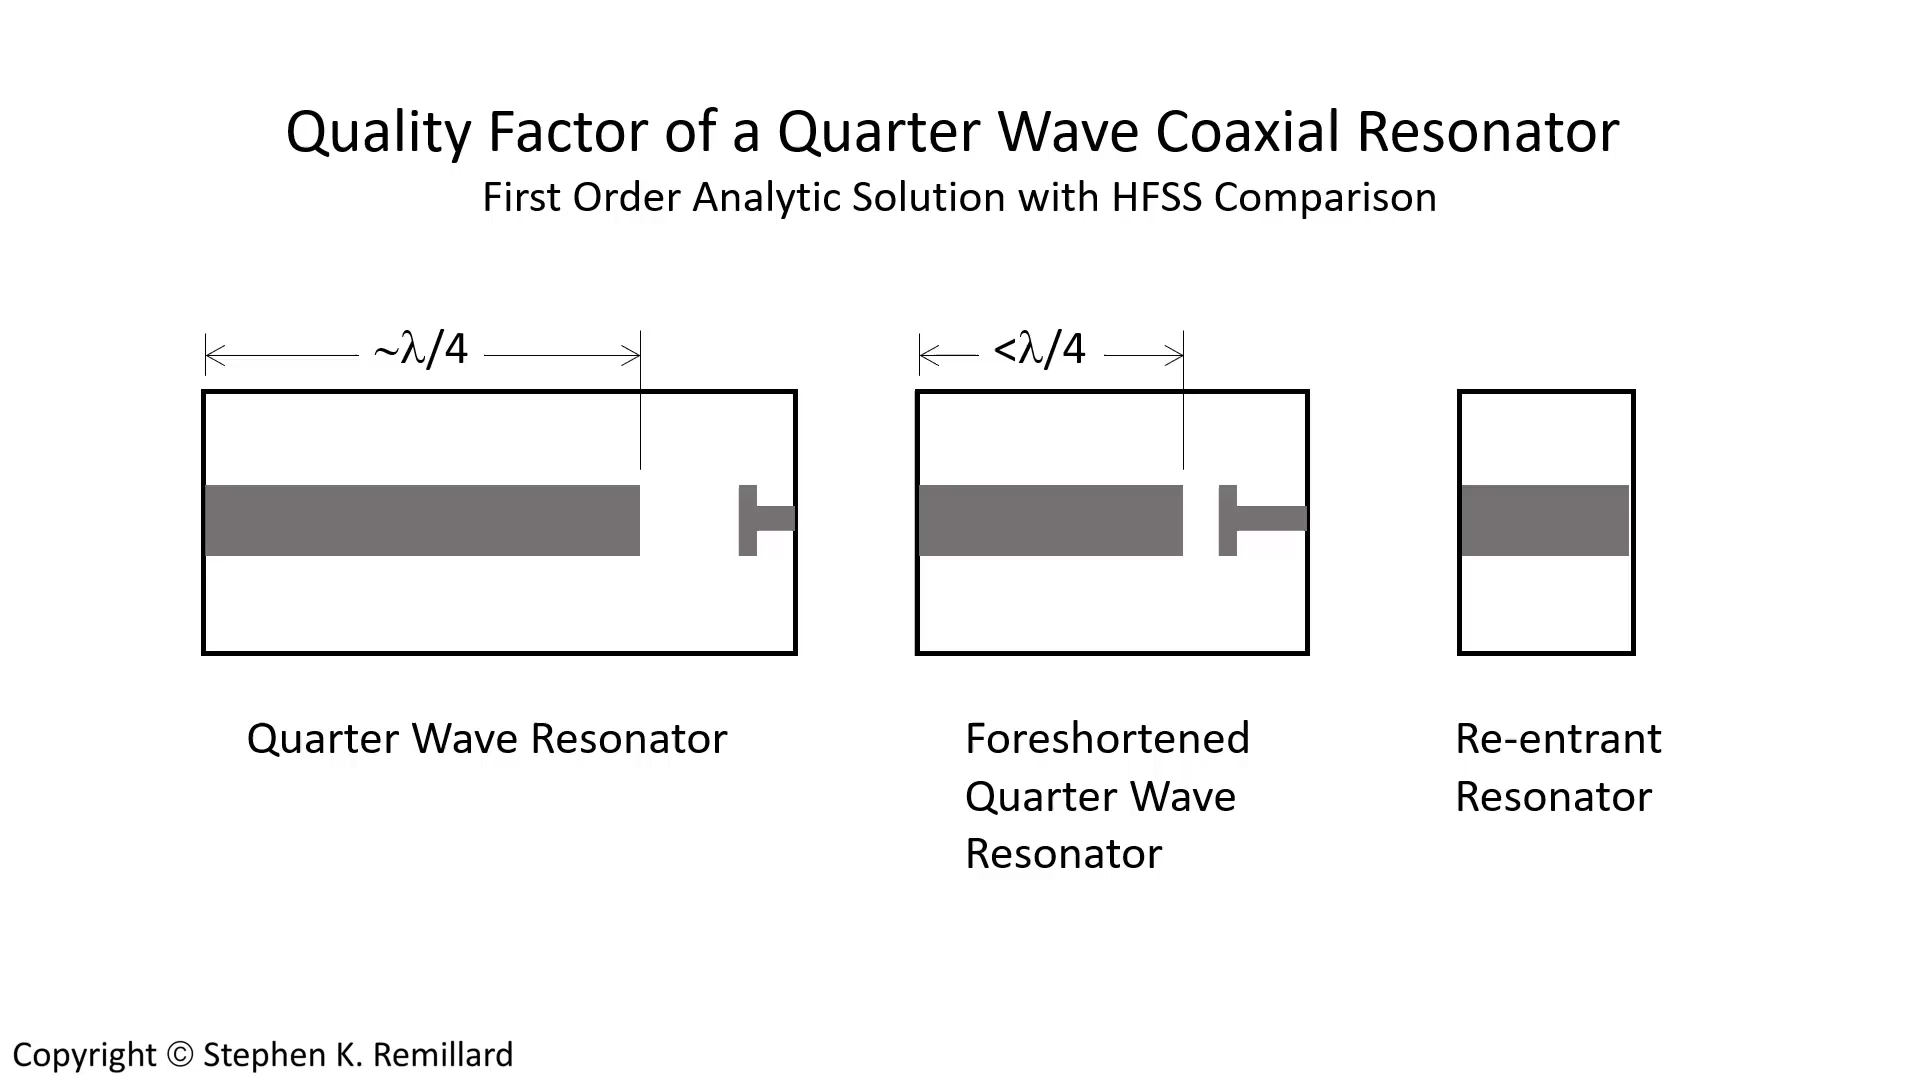 Quality Factor of a Quarter Wave Coaxial Resonator
First Order Analytic Solution with HFSS Comparison
~λ/4
<λ/4
Quarter Wave Resonator
Foreshortened
Quarter Wave
Resonator
Re-entrant
Resonator
Copyright © Stephen K. Remillard